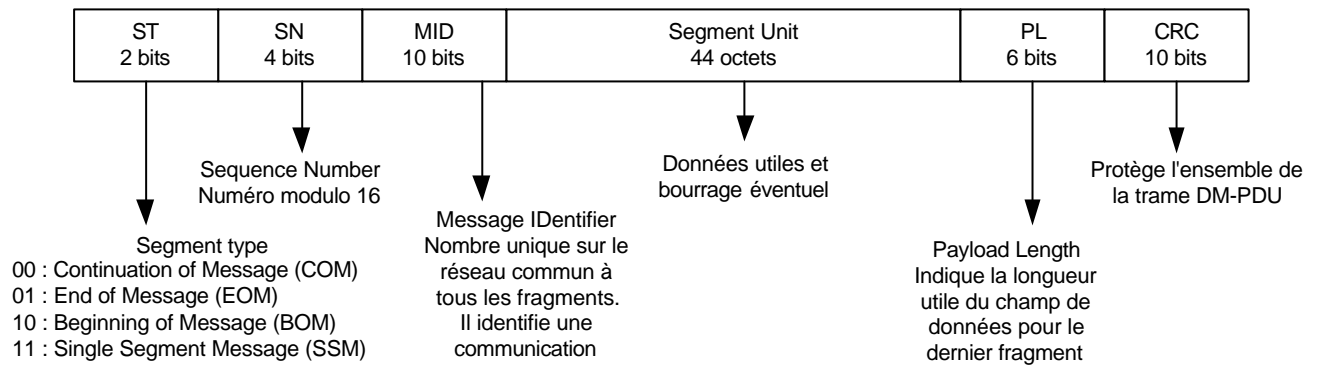 ST
2 bits
SN
4 bits
MID
10 bits
Segment Unit
44 octets
PL
6 bits
CRC
10 bits
Segment type
00 : Continuation of Message (COM)
01 : End of Message (EOM)
10 : Beginning of Message (BOM)
11 : Single Segment Message (SSM)
Sequence Number
Numéro modulo 16
Message IDentifier
Nombre unique sur le
réseau commun à
tous les fragments.
Il identifie une
communication
Données utiles et
bourrage éventuel
Payload Length
Indique la longueur
utile du champ de
données pour le
dernier fragment
Protège l'ensemble de
la trame DM-PDU